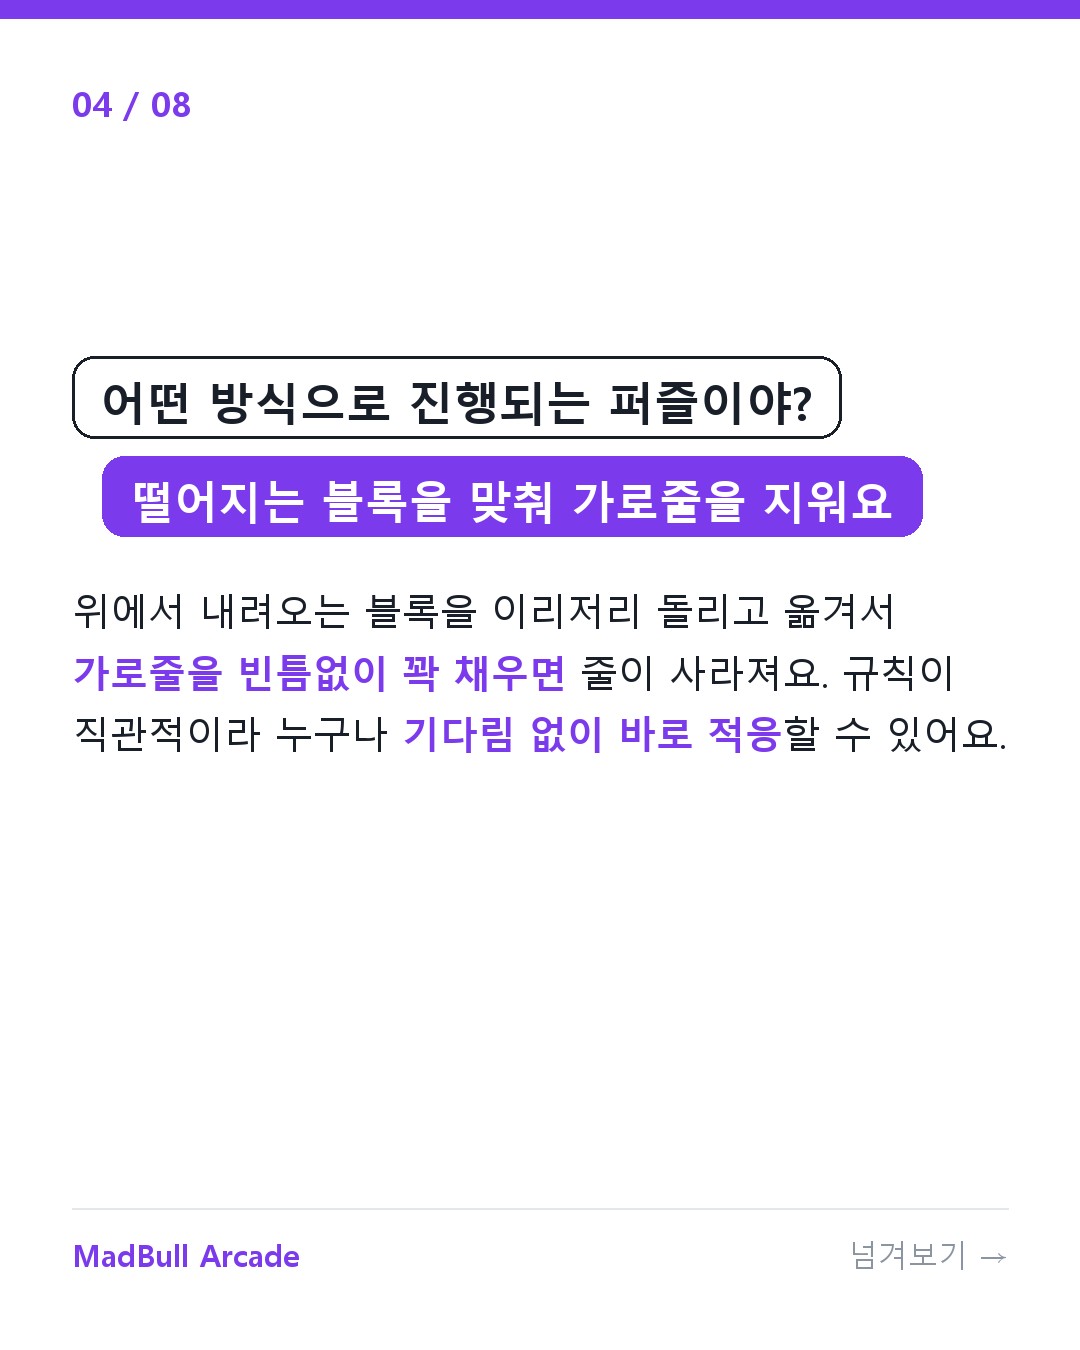 04 / 08
어떤 방식으로 진행되는 퍼즐이야?
떨어지는 블록을 맞춰 가로줄을 지워요
위에서 내려오는 블록을 이리저리 돌리고 옮겨서
가로줄을 빈틈없이 꽉 채우면 줄이 사라져요. 규칙이
직관적이라 누구나 기다림 없이 바로 적응할 수 있어요.
MadBull Arcade
넘겨보기 →